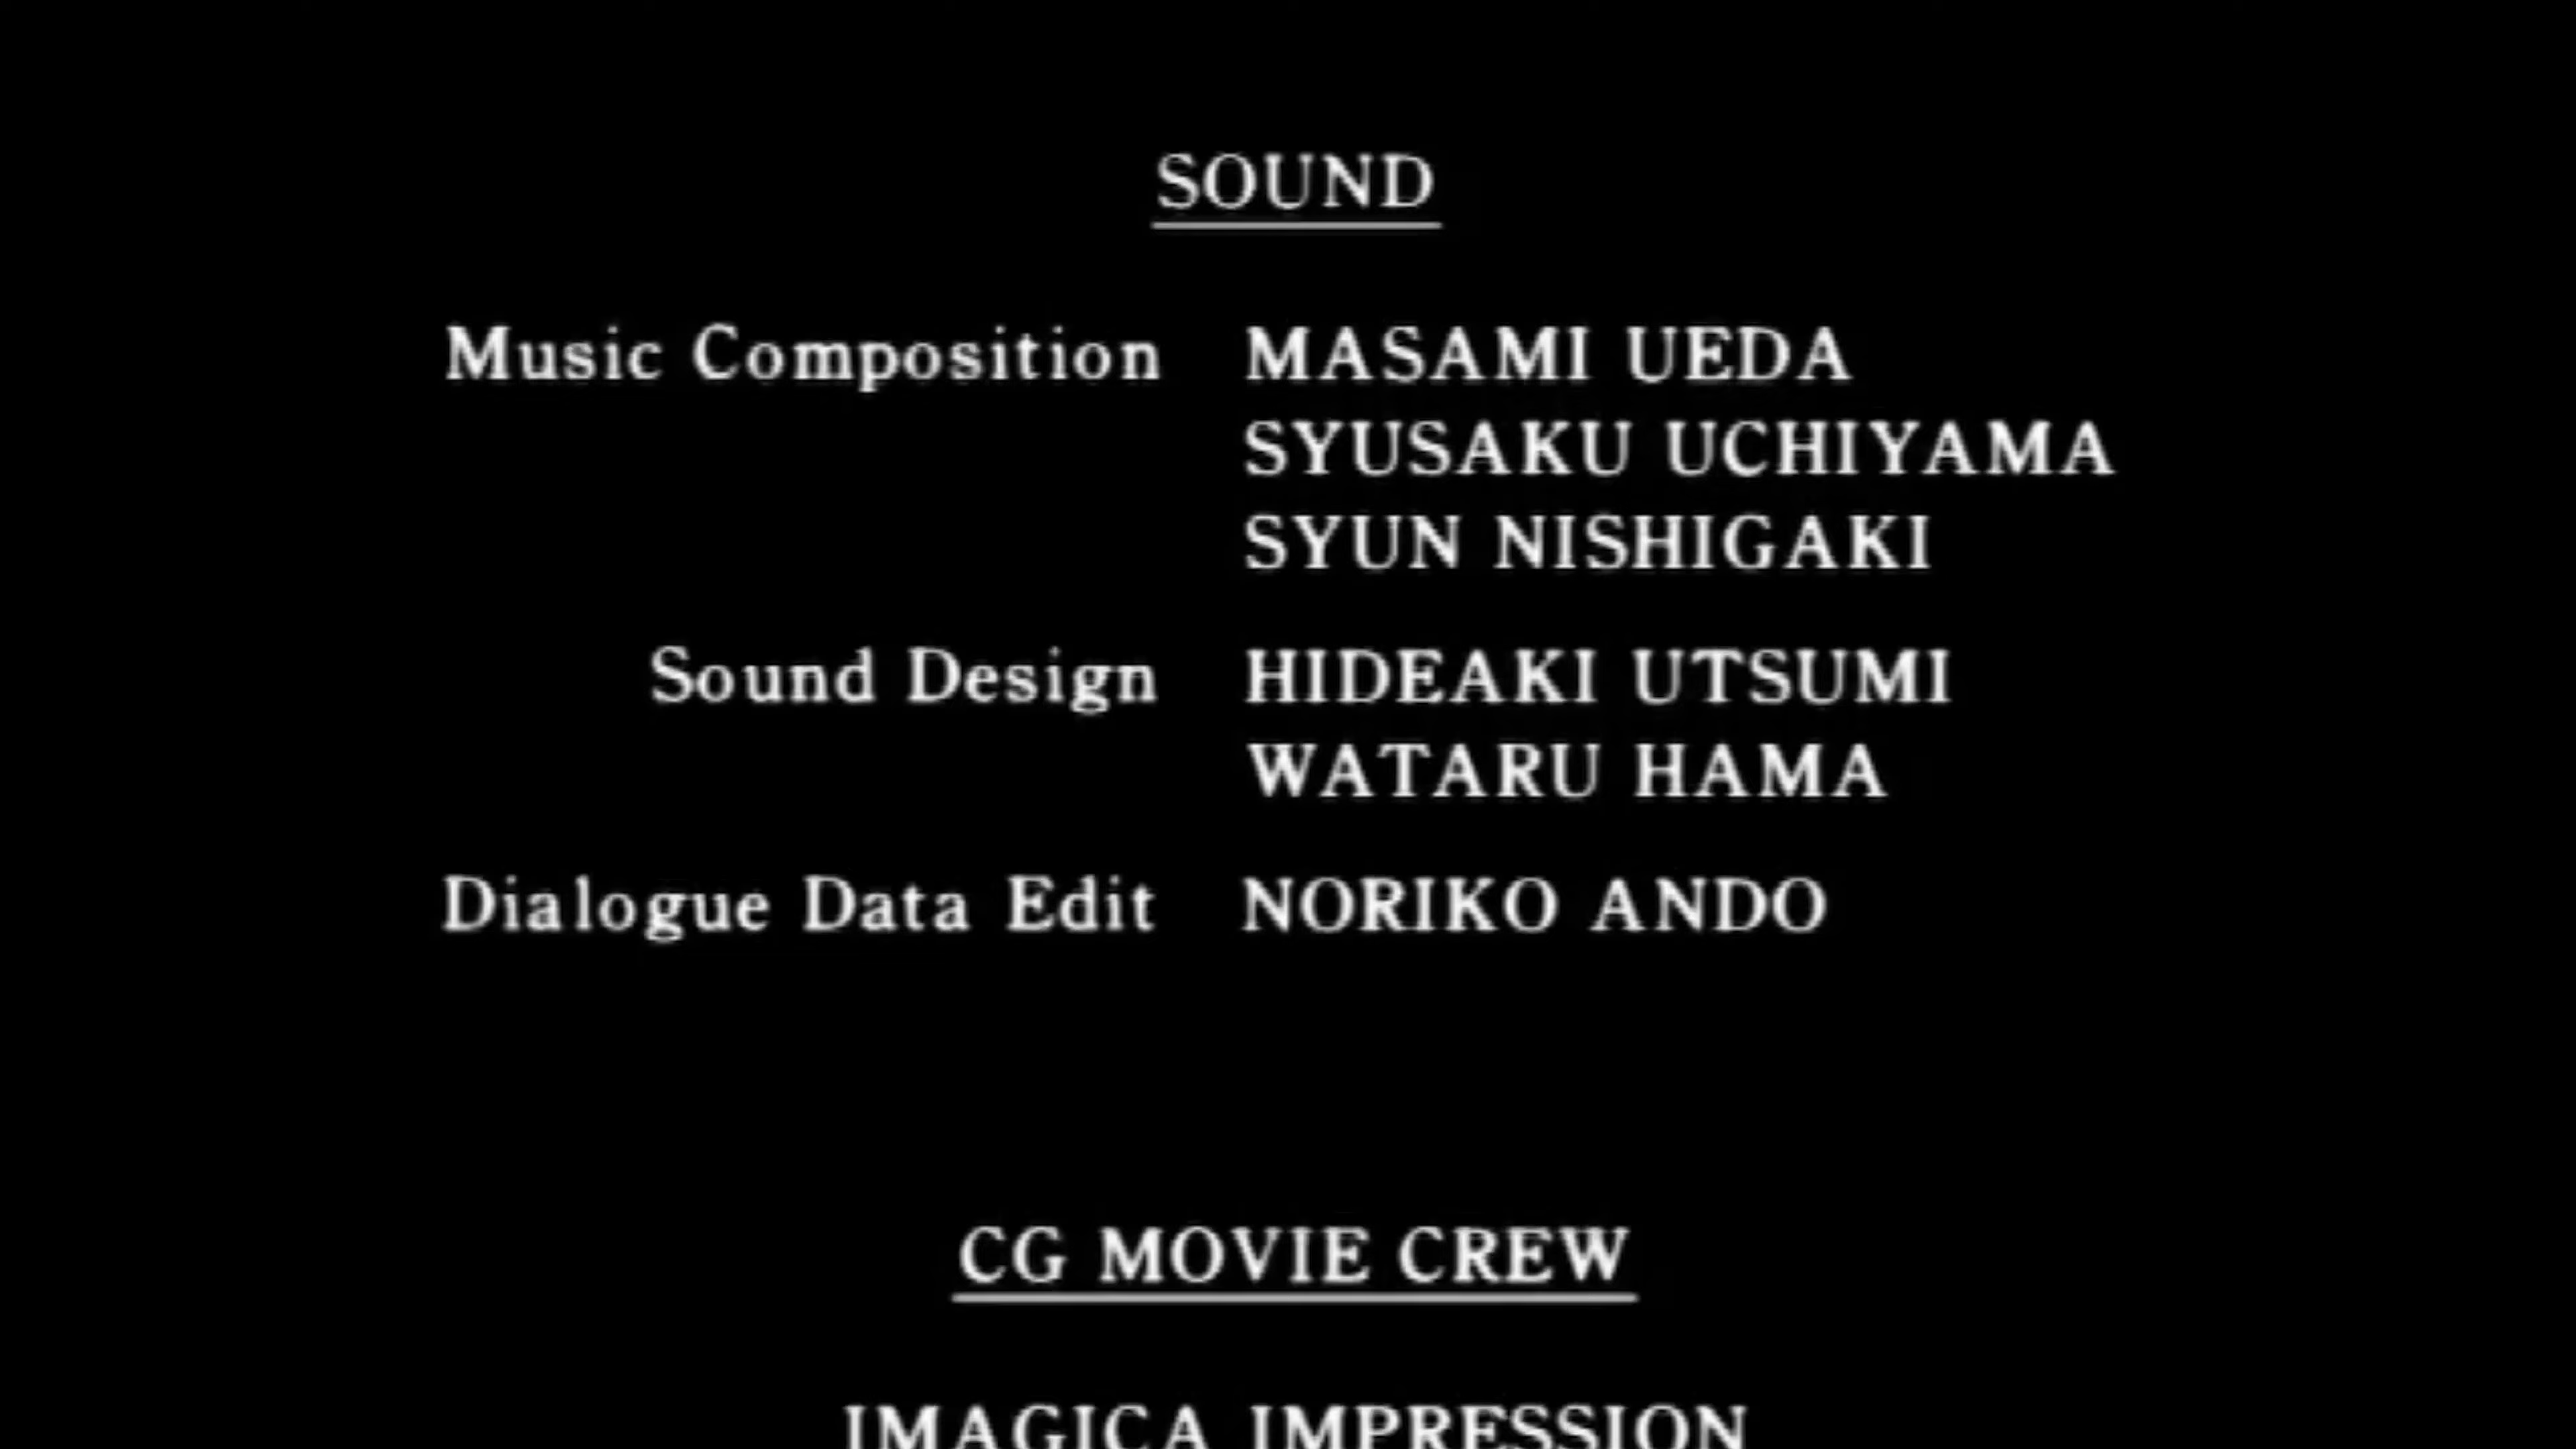 SOUND
Music Composition MASAMI UEDA
SYUSAKU UCHIYAMA
SYUN NISHIGAKI
Sound Design HIDEAKI UTSUMI
WATARU HAMA
Dialogue Data Edit NORIKO ANDO
CG MOVIE CREW
IMAGICA IMPRESSION